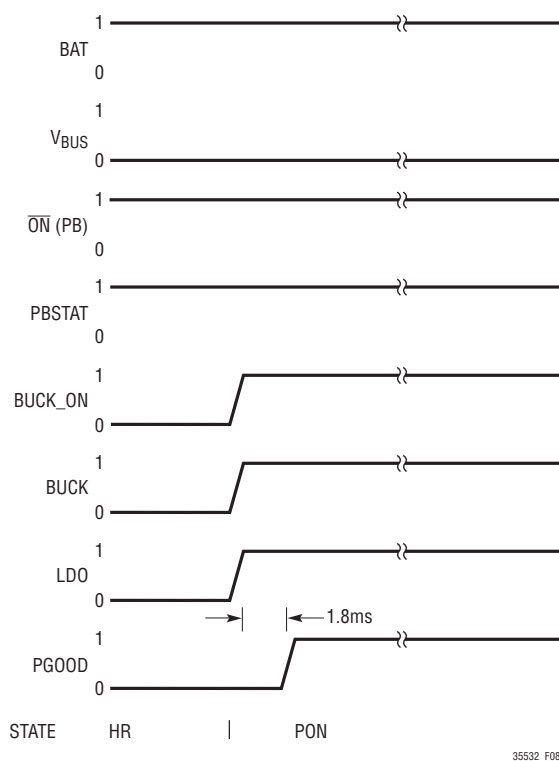 1
BAT
0
1
VBUS
0
1
ON (PB)
0
1
PBSTAT
0
1
BUCK_ON
0
1
BUCK
0
1
LDO
0
1.8ms
1
PGOOD
0
STATE HR PON
35532 F08